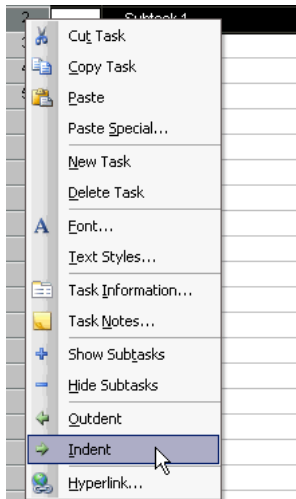 2 Subtask 1
Cut Task
Copy Task
Paste
Paste Special...
New Task
Delete Task
Font...
Text Styles...
Task Information...
Task Notes...
Show Subtasks
Hide Subtasks
Outdent
Indent
Hyperlink...